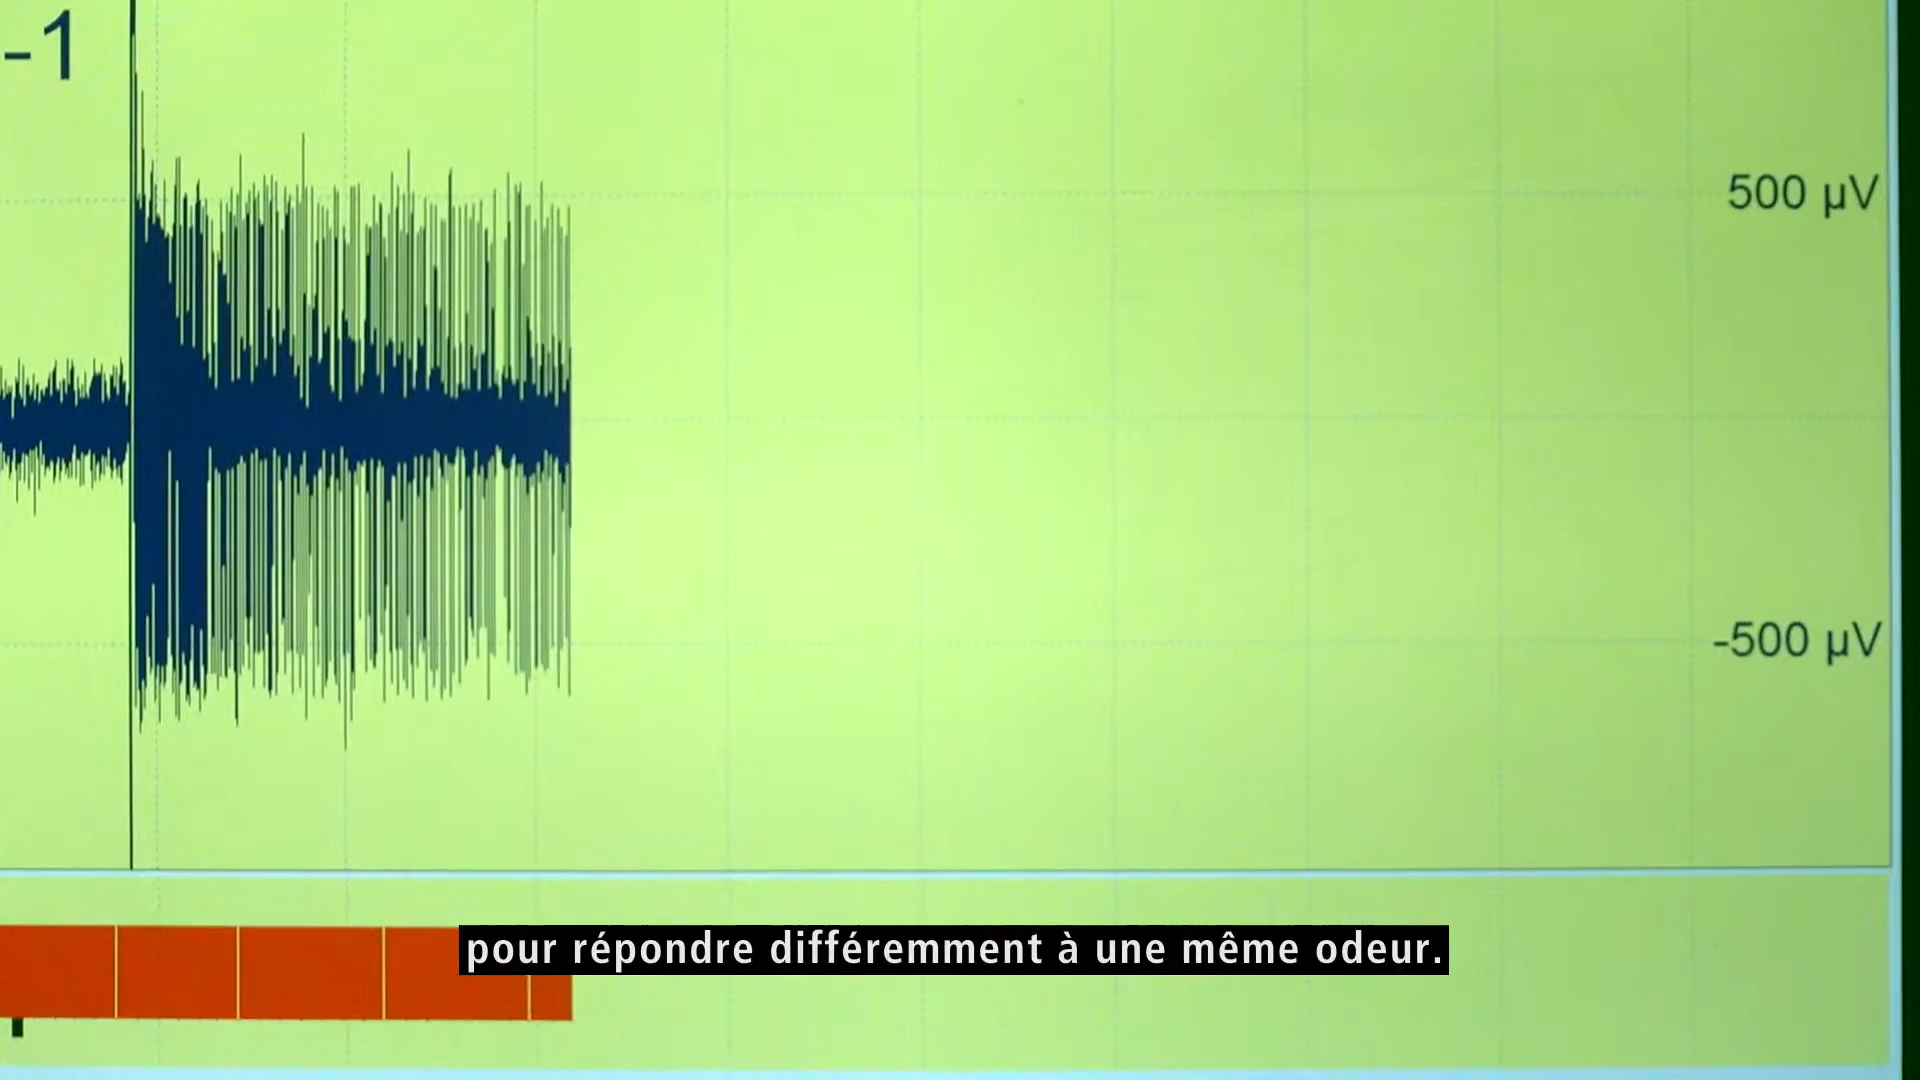 -1
500 µV
-500 µV
pour répondre différemment à une même odeur.